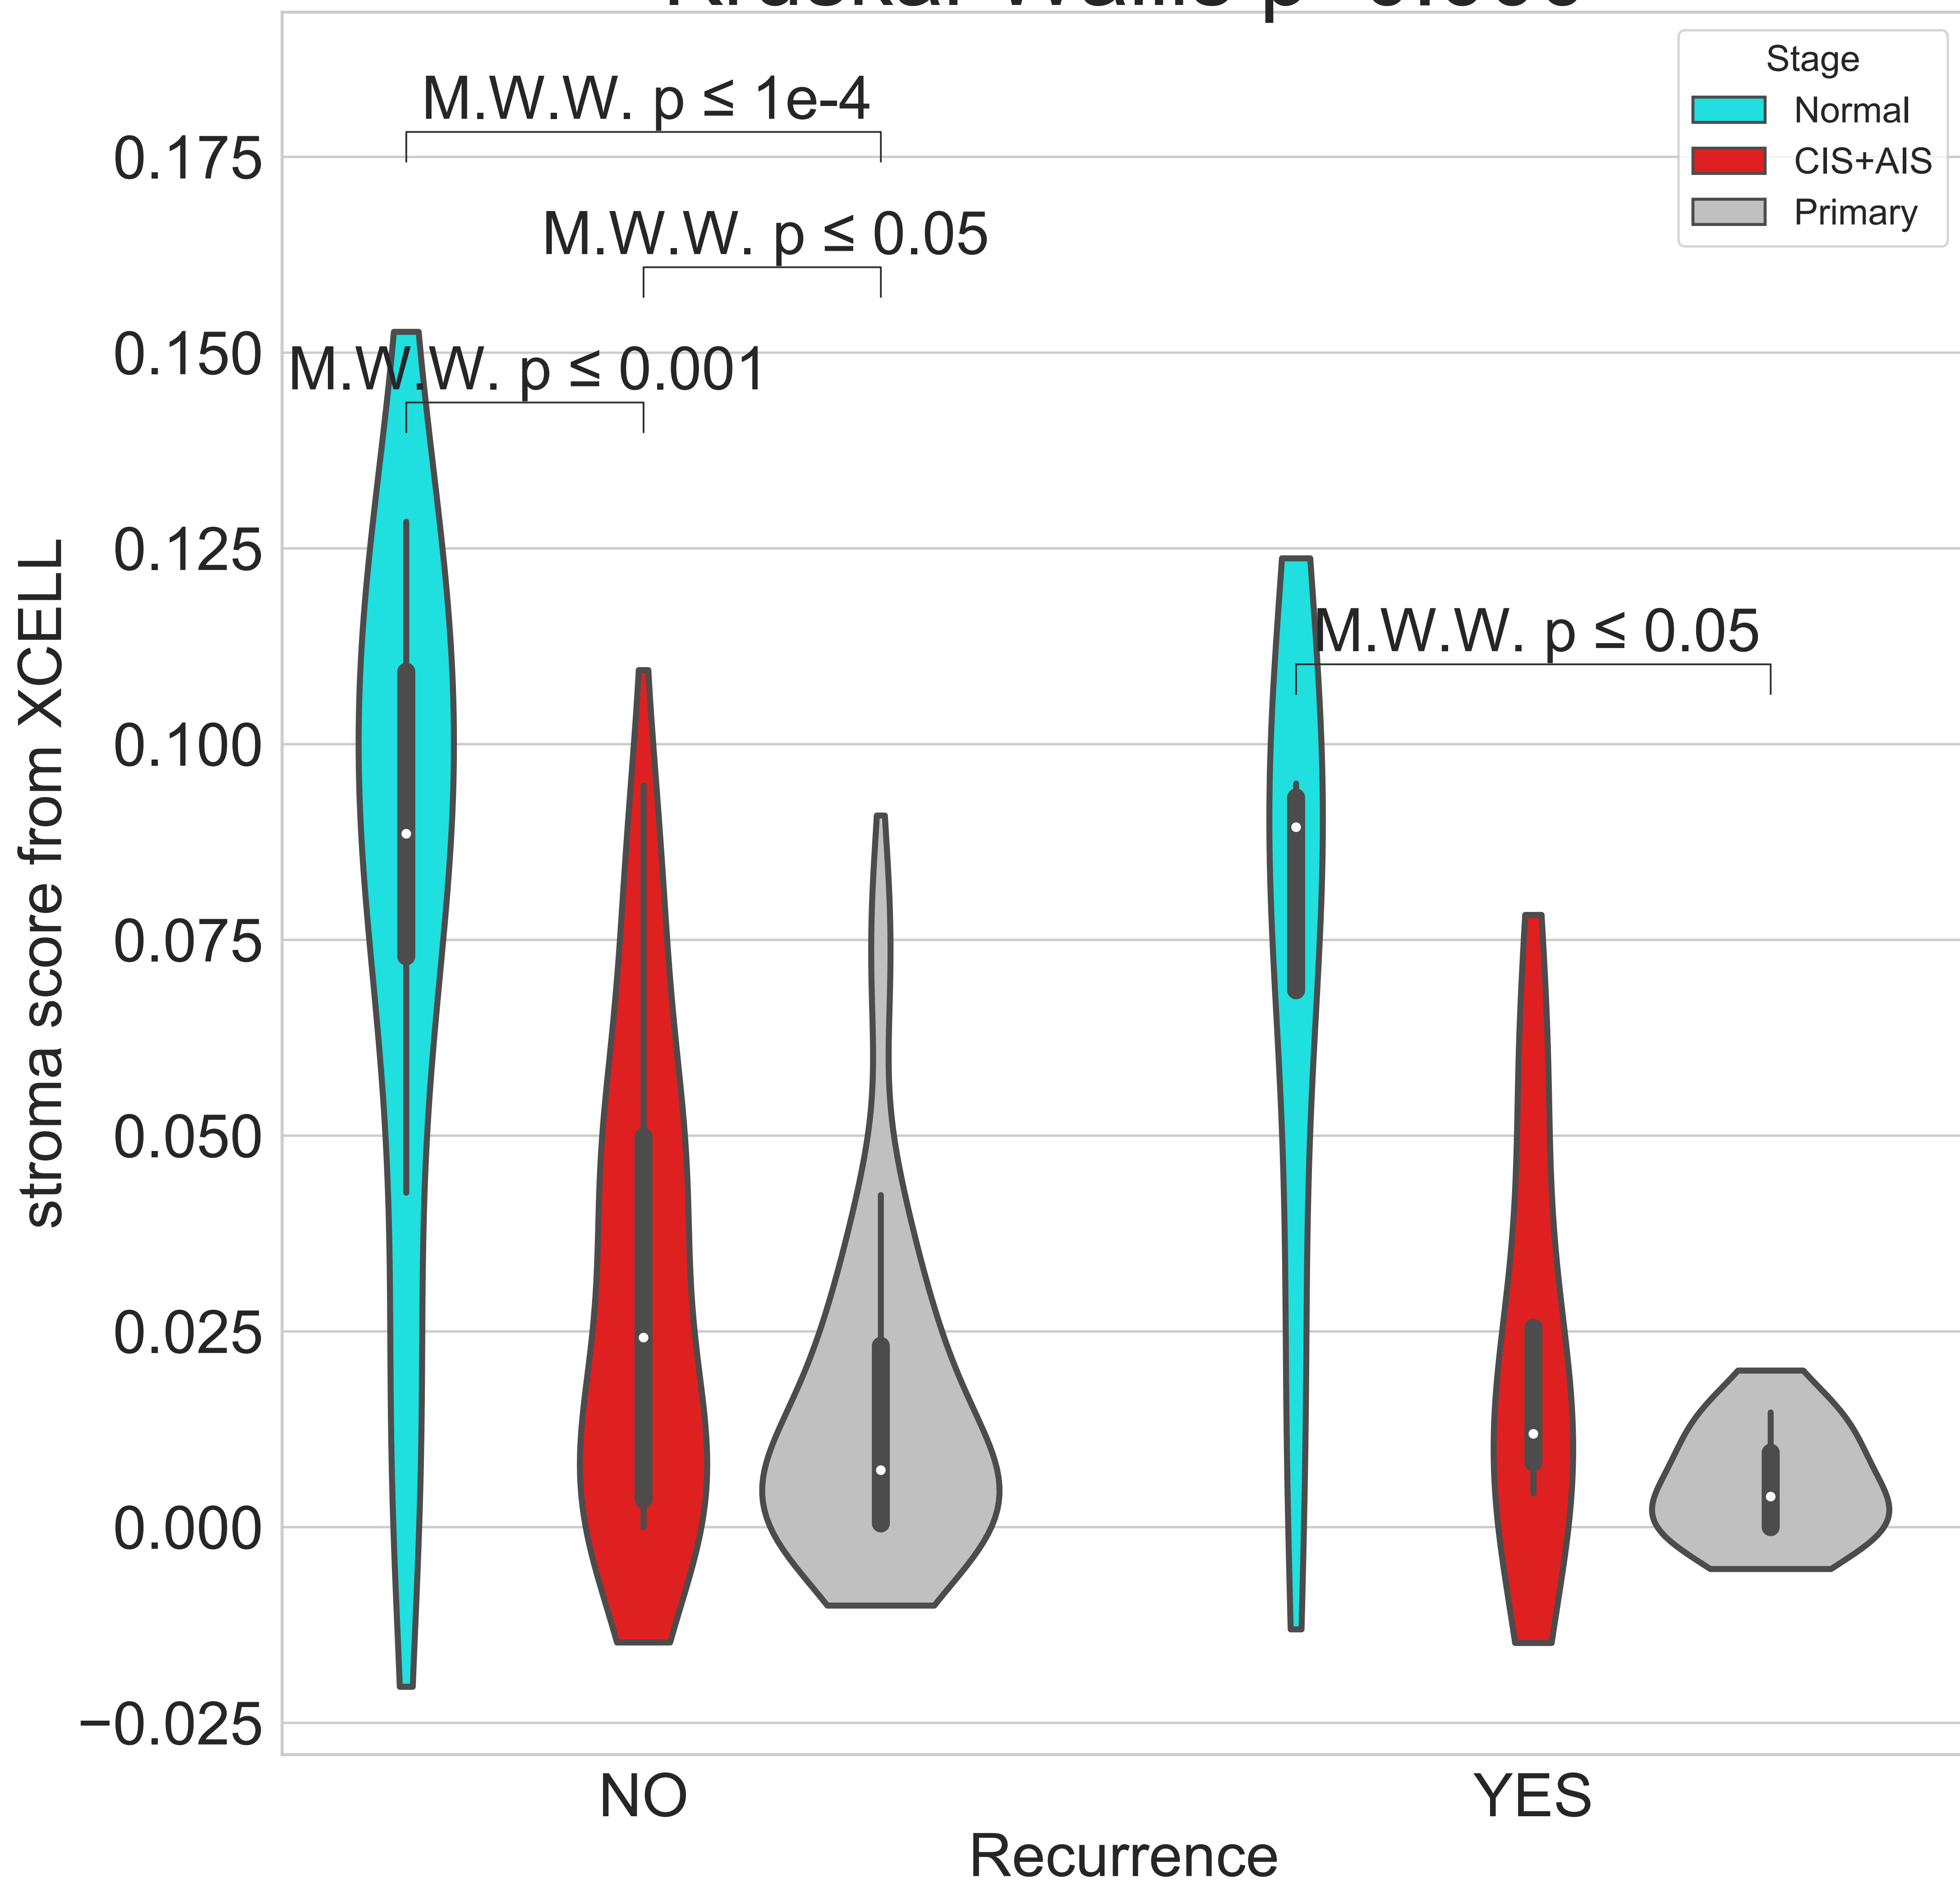 Stage
Normal
CIS+AIS
Primary
M.W.W. p ≤ 1e-4
M.W.W. p ≤ 0.05
M.W.W. p ≤ 0.001
M.W.W. p ≤ 0.05
0.175
0.150
0.125
0.100
0.075
0.050
0.025
0.000
−0.025
stroma score from XCELL
NO
YES
Recurrence